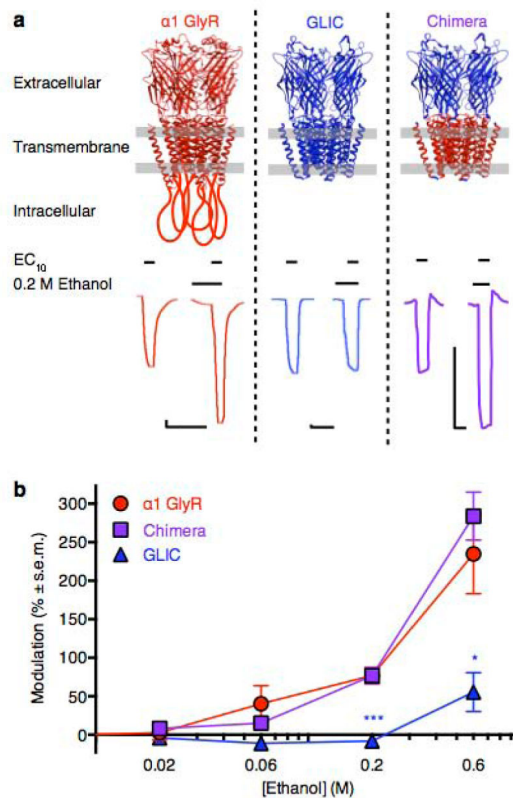 a
α1 GlyR
GLIC
Chimera
Extracellular
Transmembrane
Intracellular
EC10
0.2 M Ethanol
b
α1 GlyR
Chimera
GLIC
Modulation (% ± s.e.m.)
300
250
200
150
100
50
0
***
*
0.02
0.06
0.2
0.6
[Ethanol] (M)